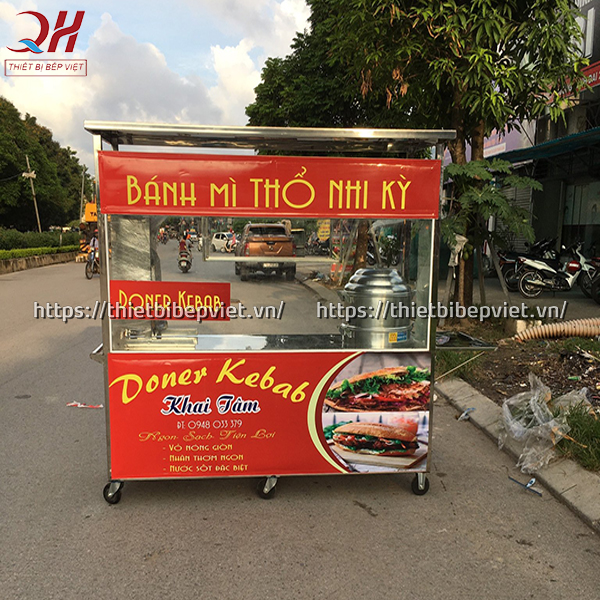 QH
THIẾT BỊ BẾP VIỆT
BÁNH MÌ THỔ NHI KỲ
DONER KEBAB
https://thietbibepviet.vn/ https://thietbibepviet.vn/
Doner Kebab
Khai Tâm
ĐT: 0948 033 379
Ngon - Sạch - Tiện Lợi
- VỎ NÓNG GIÒN
- NHÂN THƠM NGON
- NƯỚC SỐT ĐẶC BIỆT